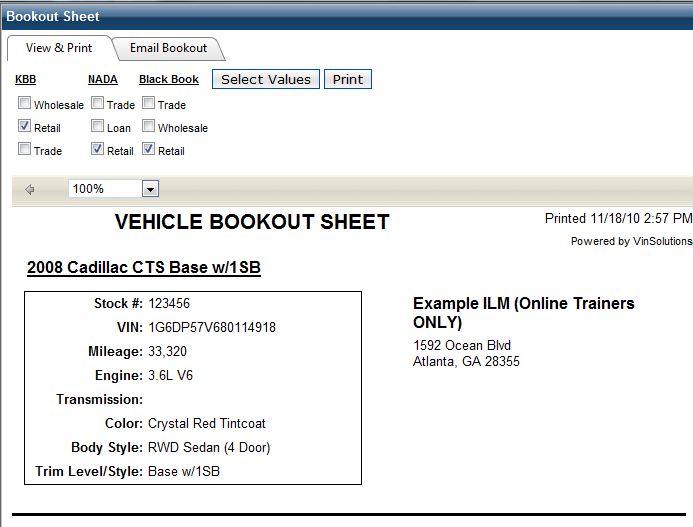 Bookout Sheet
View & Print Email Bookout
KBB NADA Black Book Select Values Print
Wholesale Trade Trade
Retail Loan Wholesale
Trade Retail Retail
100%
VEHICLE BOOKOUT SHEET Printed 11/18/10 2:57 PM
Powered by VinSolutions
2008 Cadillac CTS Base w/1SB
Stock #: 123456
VIN: 1G6DP57V680114918
Mileage: 33,320
Engine: 3.6L V6
Transmission:
Color: Crystal Red Tintcoat
Body Style: RWD Sedan (4 Door)
Trim Level/Style: Base w/1SB
Example ILM (Online Trainers
ONLY)
1592 Ocean Blvd
Atlanta, GA 28355